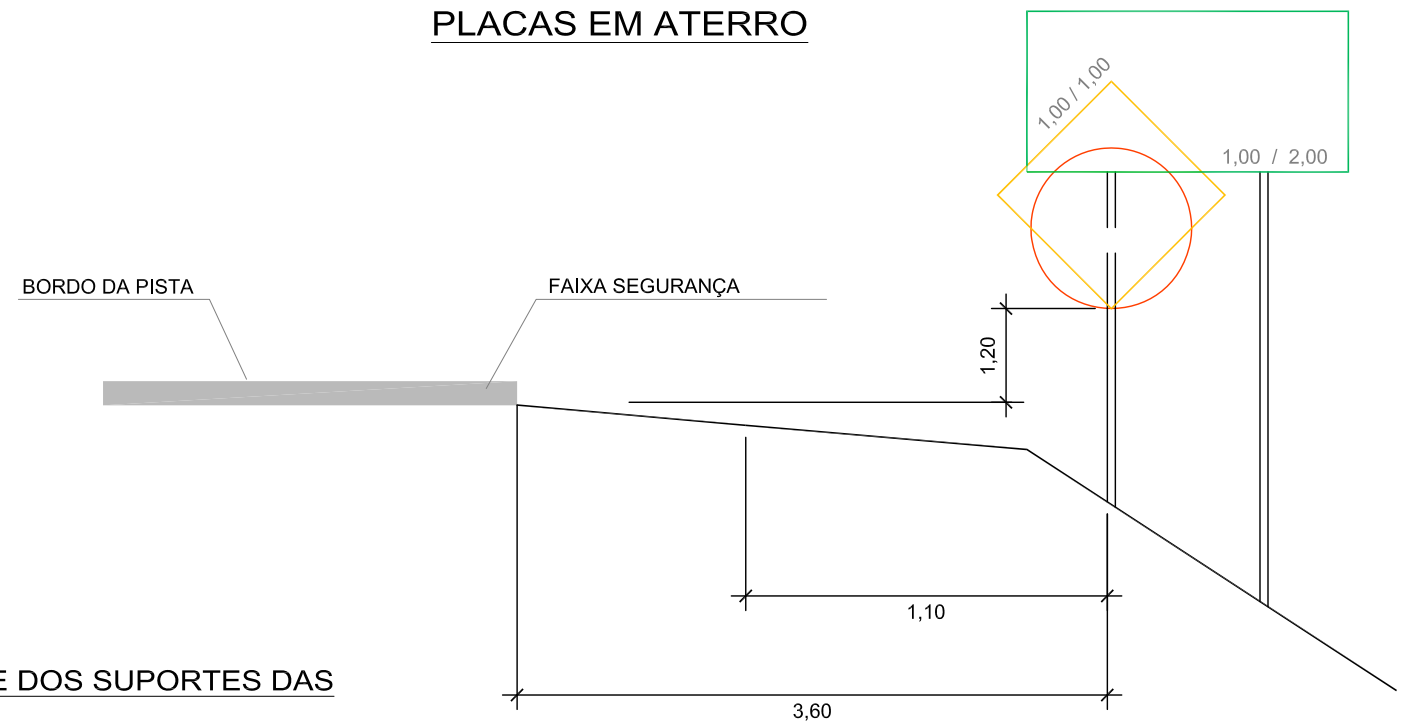 PLACAS EM ATERRO
1,00 / 1,00
1,00 / 2,00
BORDO DA PISTA
FAIXA SEGURANÇA
1,20
1,10
E DOS SUPORTES DAS
3,60